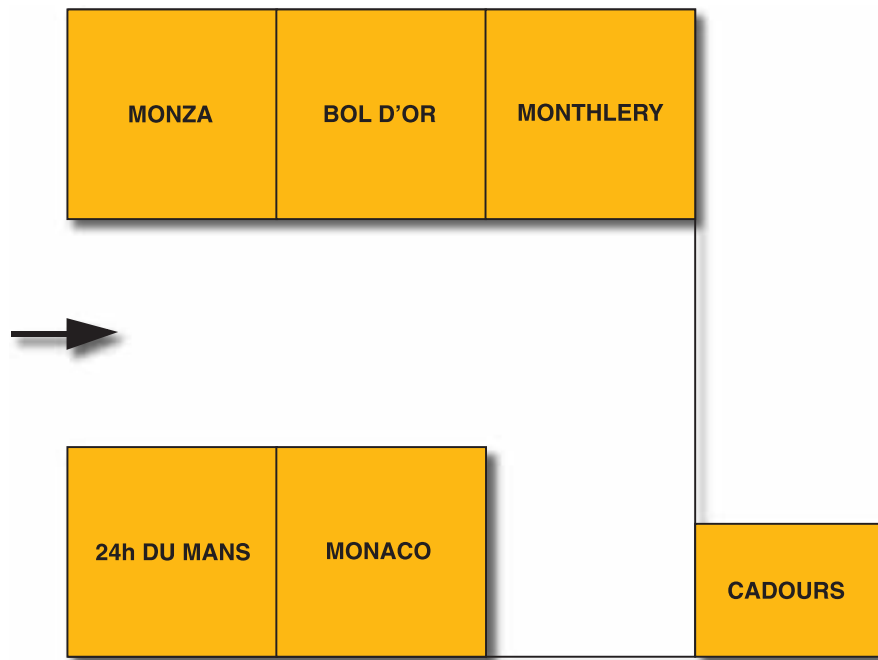 MONZA
BOL D’OR
MONTHLERY
24h DU MANS
MONACO
CADOURS